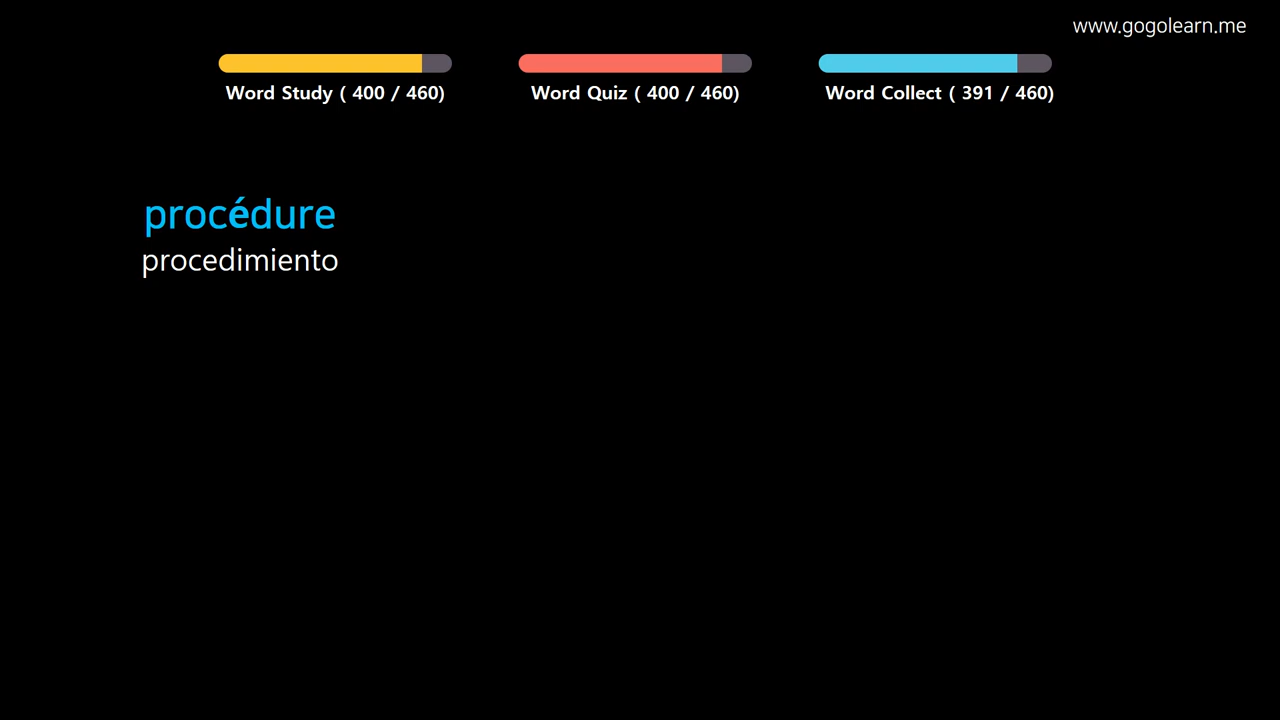 www.gogolearn.me
Word Study ( 400 / 460)
Word Quiz ( 400 / 460)
Word Collect ( 391 / 460)
procédure
procedimiento